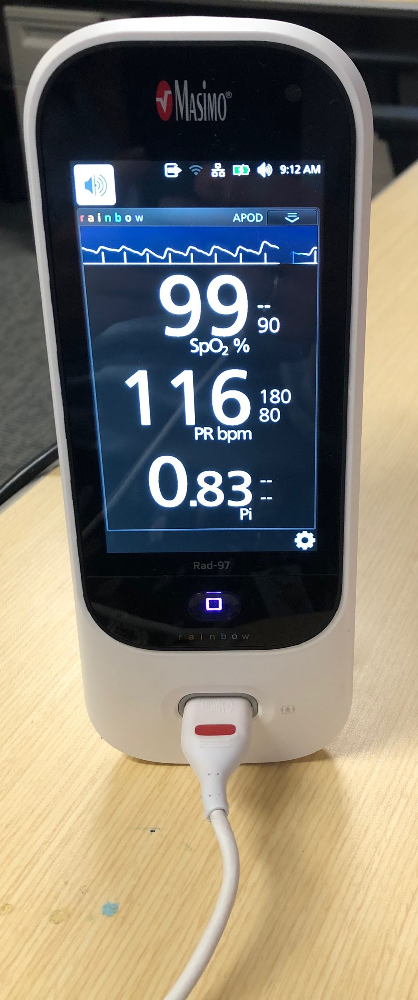 Masimo®
9:12 AM
rainbow APOD
99 --
90
SpO₂ %
116 180
80
PR bpm
0.83 --
--
Pi
Rad-97
rainbow
Masimo